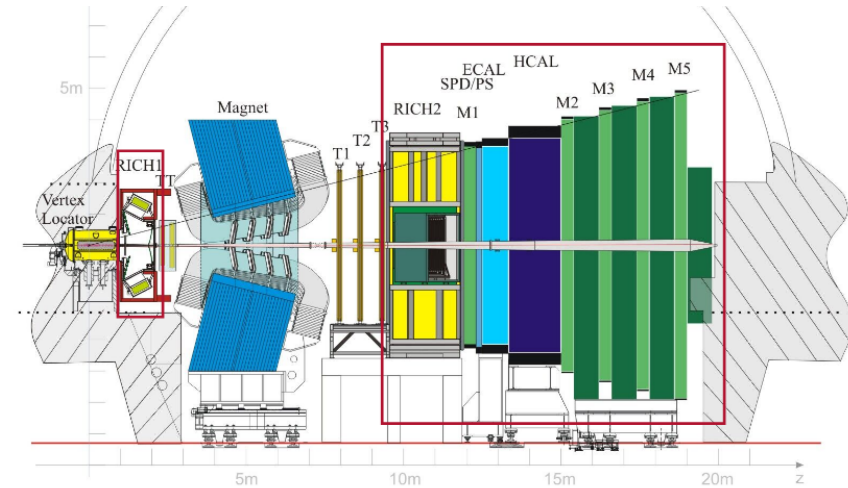 HCAL
ECAL
M5
M4
SPD/PS
M3
5m
Magnet
RICH2
M1
M2
T3
T2
T1
RICH1
TT
Vertex
Locator
5m
10m
15m
20m
z